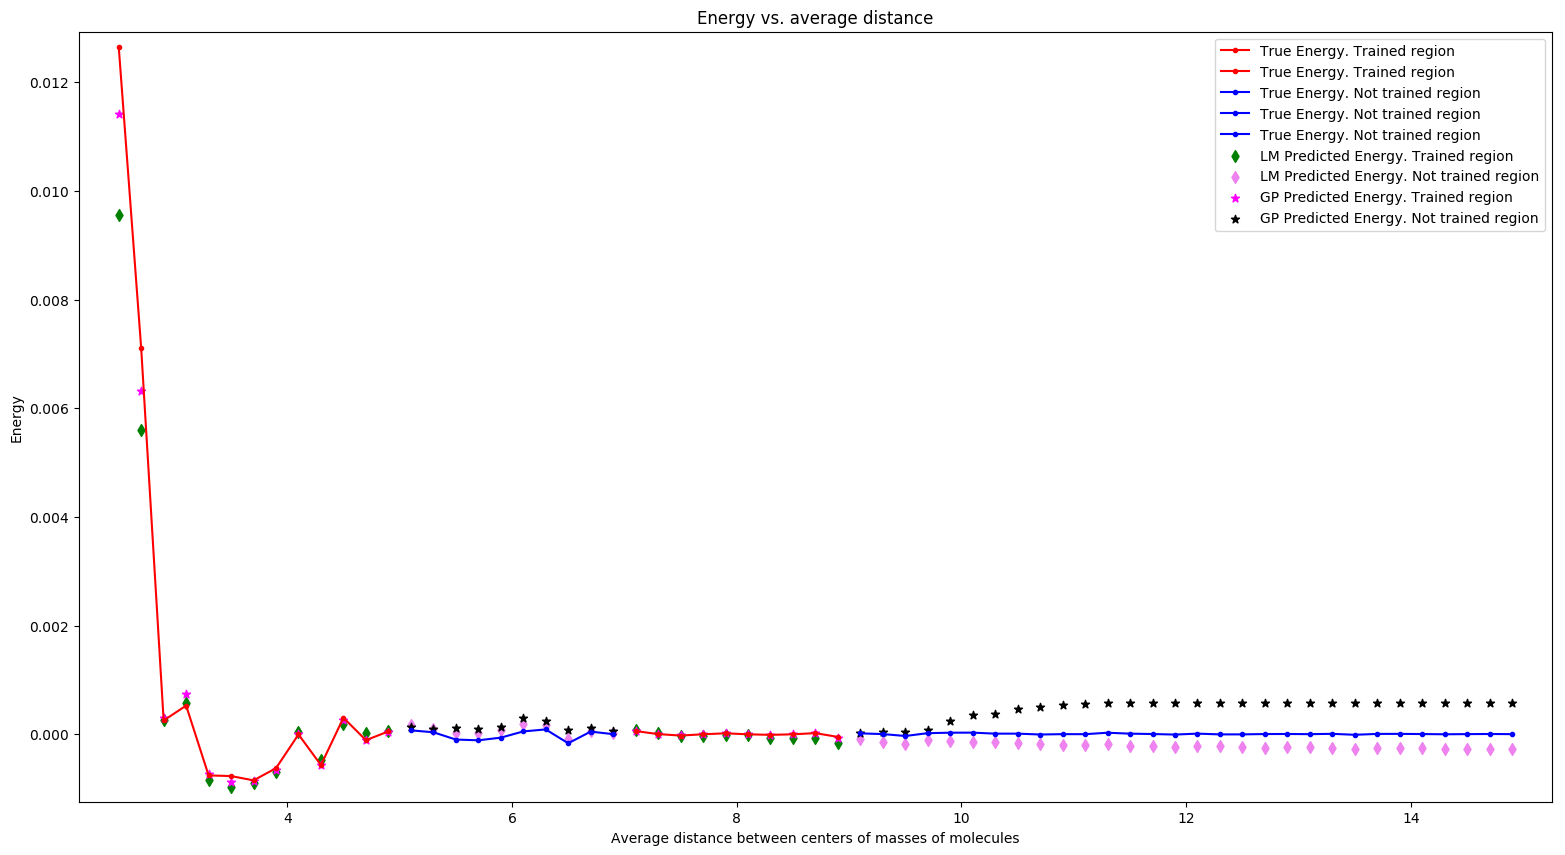 Energy vs. average distance
True Energy. Trained region
True Energy. Trained region
True Energy. Not trained region
True Energy. Not trained region
True Energy. Not trained region
LM Predicted Energy. Trained region
LM Predicted Energy. Not trained region
GP Predicted Energy. Trained region
GP Predicted Energy. Not trained region
Energy
0.012
0.010
0.008
0.006
0.004
0.002
0.000
4 6 8 10 12 14
Average distance between centers of masses of molecules